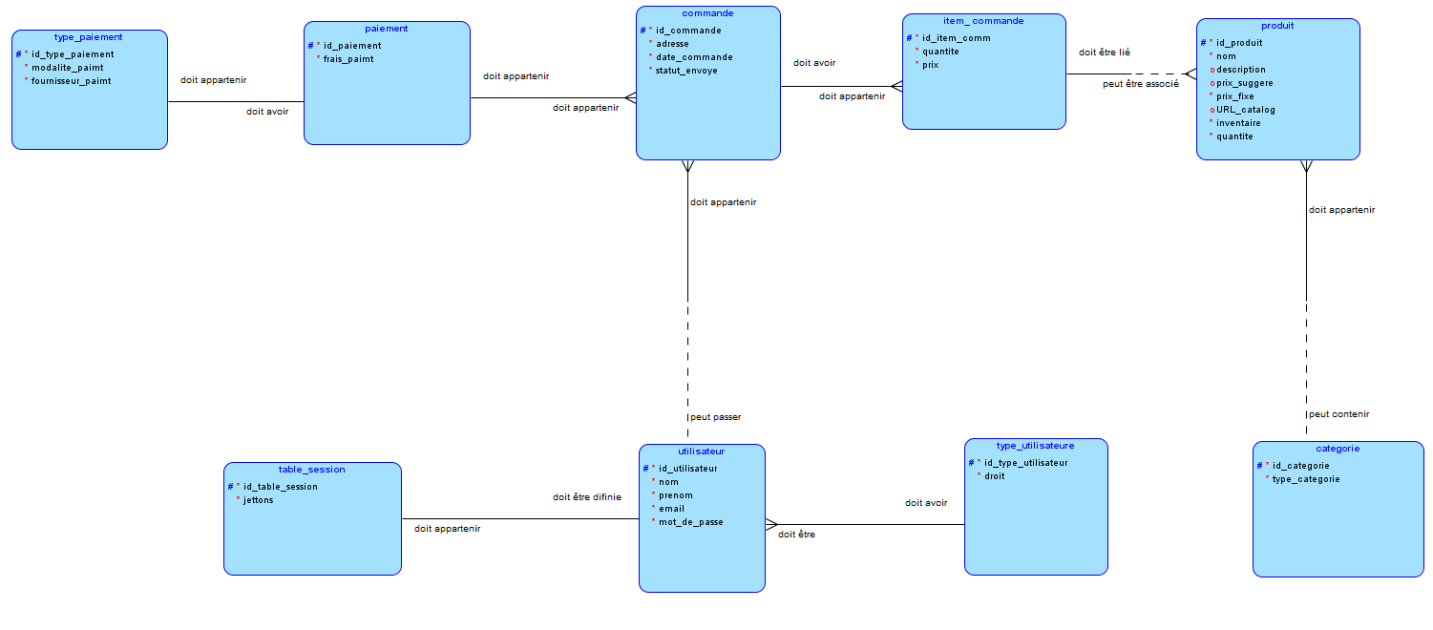 type_paiement
# * id_type_paiement
* modalite_paimt
* fournisseur_paimt
doit appartenir
doit avoir
paiement
# * id_paiement
* frais_paimt
doit appartenir
doit appartenir
commande
# * id_commande
* adresse
* date_commande
* statut_envoye
doit avoir
doit appartenir
item_ commande
# * id_item_comm
* quantite
* prix
doit être lié
peut être associé
produit
# * id_produit
* nom
o description
o prix_suggere
* prix_fixe
o URL_catalog
* inventaire
* quantite
doit appartenir
peut passer
doit appartenir
peut contenir
table_session
# * id_table_session
* jettons
doit être difinie
doit appartenir
utilisateur
# * id_utilisateur
* nom
* prenom
* email
* mot_de_passe
doit avoir
doit être
type_utilisateure
# * id_type_utilisateur
* droit
categorie
# * id_categorie
* type_categorie